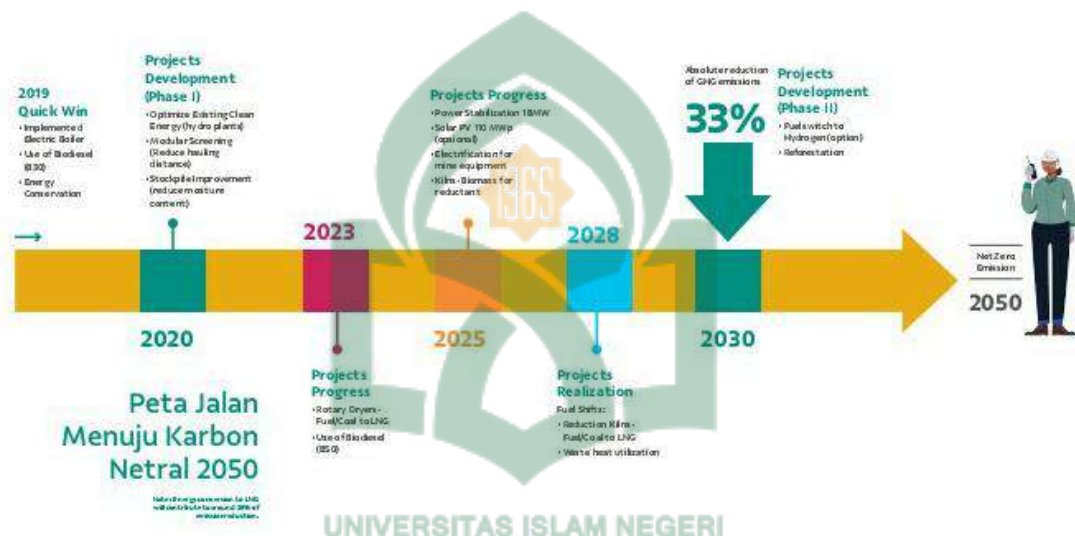 2019
Quick Win
• Implemented
Electric Boiler
• Use of Biodiesel
(B30)
• Energy
Conservation
Projects
Development
(Phase I)
• Optimize Existing Clean
Energy (hydro plants)
• Modular Screening
(Reduce hauling
distance)
• Stockpile Improvement
(reduce moisture
content)
2020
2023
Projects
Progress
• Rotary Dryers -
Fuel/Coal to LNG
• Use of Biodiesel
(B50)
Projects Progress
• Power Stabilization 18MW
• Solar PV 110 MWp
(opsional)
• Electrification for
mine equipment
• Kilns - Biomass for
reductant
2025
2028
Projects
Realization
Fuel Shifts:
• Reduction Kilns -
Fuel/Coal to LNG
• Waste heat utilization
Absolute reduction
of GHG emissions
33%
2030
Projects
Development
(Phase II)
• Fuel switch to
Hydrogen (option)
• Reforestation
Net Zero
Emission
2050
Peta Jalan
Menuju Karbon
Netral 2050
1365
UNIVERSITAS ISLAM NEGERI